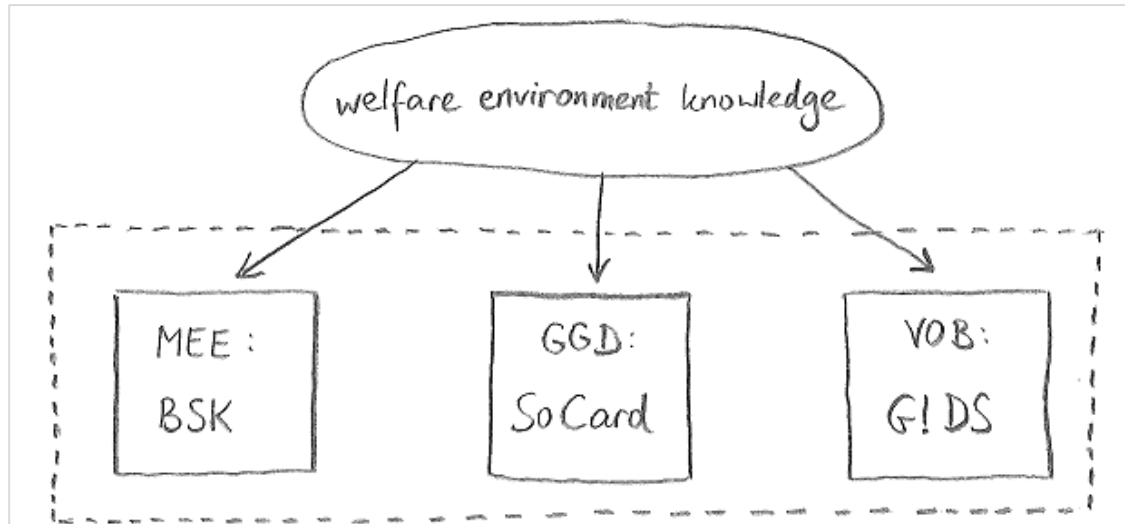 welfare environment knowledge
MEE:
BSK
GGD:
SoCard
VOB:
G!DS